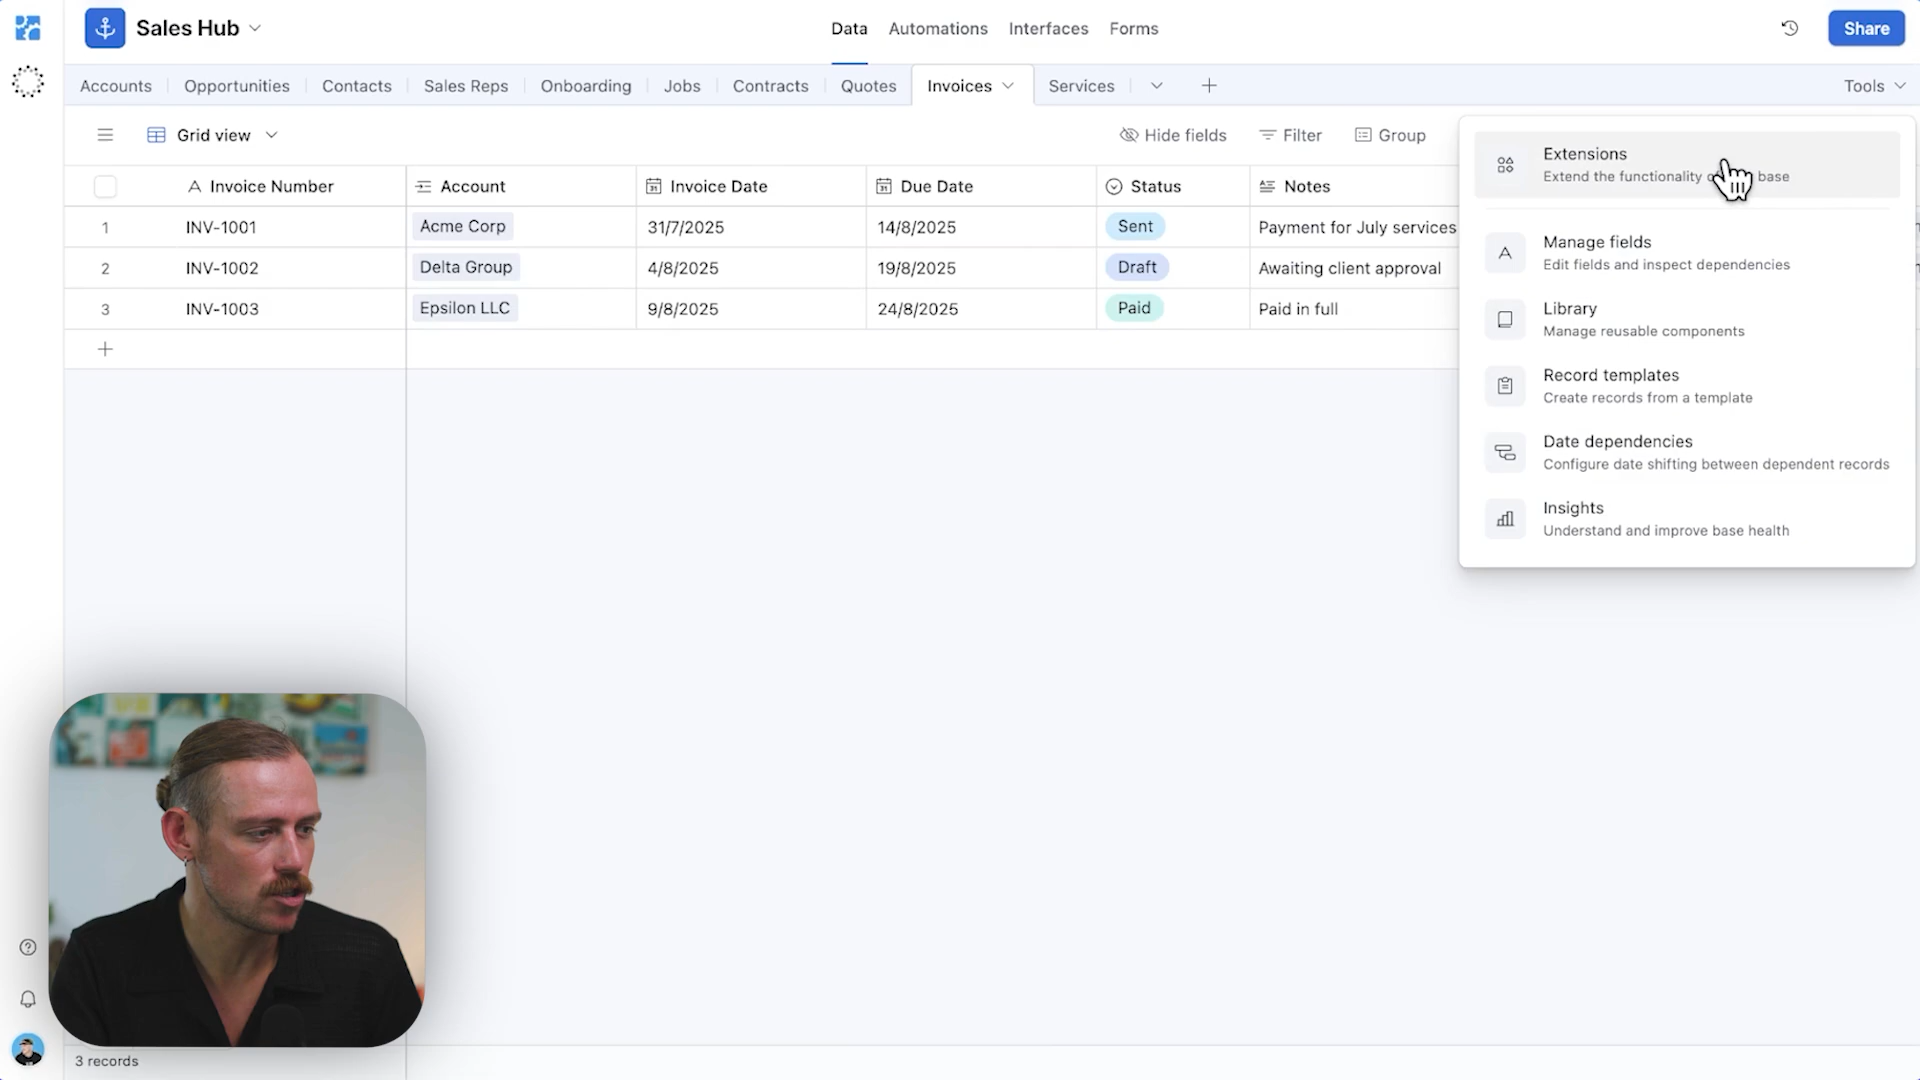 Sales Hub
Data Automations Interfaces Forms
Share
Accounts Opportunities Contacts Sales Reps Onboarding Jobs Contracts Quotes Invoices Services
Tools
Grid view
Hide fields Filter Group
Invoice Number Account Invoice Date Due Date Status Notes
1 INV-1001 Acme Corp 31/7/2025 14/8/2025 Sent Payment for July services
2 INV-1002 Delta Group 4/8/2025 19/8/2025 Draft Awaiting client approval
3 INV-1003 Epsilon LLC 9/8/2025 24/8/2025 Paid Paid in full
Extensions
Extend the functionality base
Manage fields
Edit fields and inspect dependencies
Library
Manage reusable components
Record templates
Create records from a template
Date dependencies
Configure date shifting between dependent records
Insights
Understand and improve base health
3 records